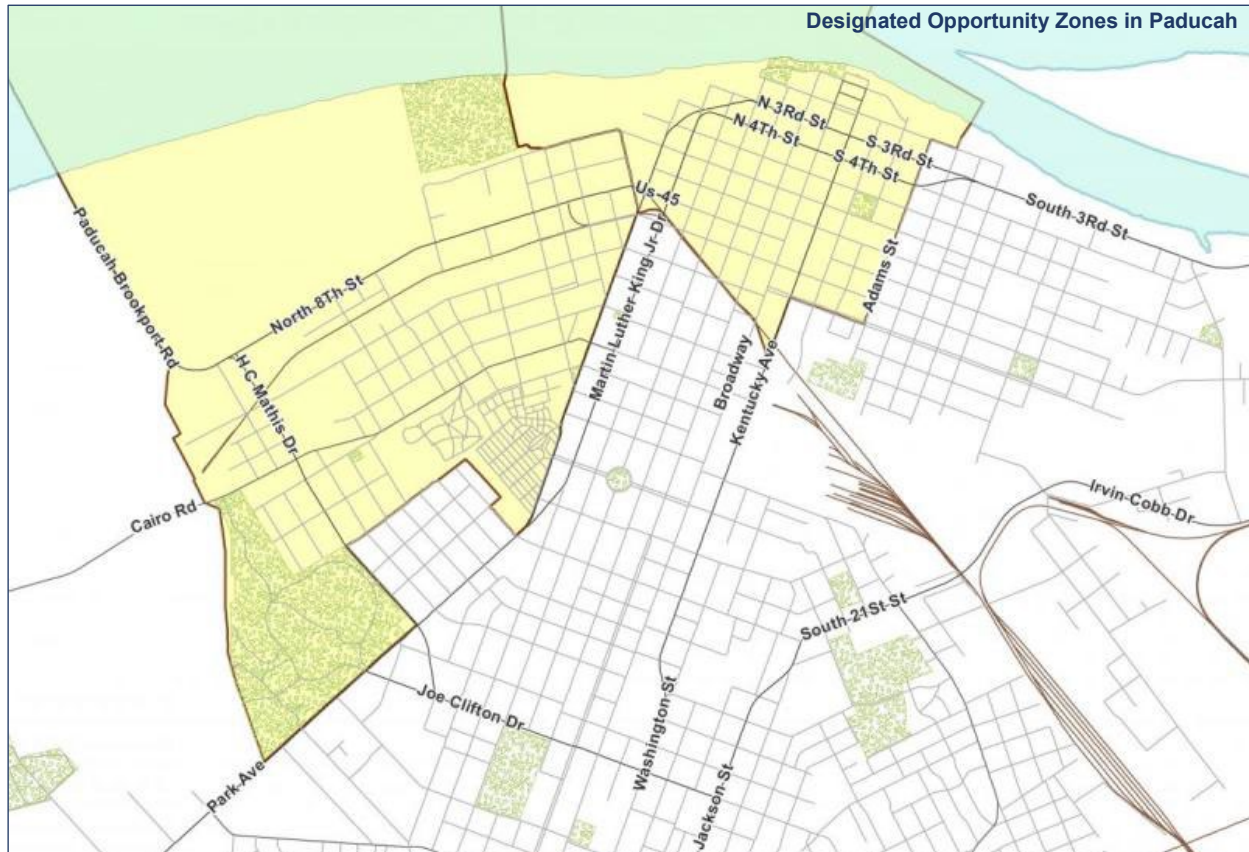 Designated Opportunity Zones in Paducah
N 3Rd St
N 4Th St
S 3Rd St
S 4Th St
Us-45
South 3Rd St
Paducah-Brookport-Rd
North-8Th St
Adams St
Martin-Luther-King Jr-Dr
H-C-Mathis-Dr
Broadway
Kentucky-Ave
Cairo Rd
Irvin-Cobb-Dr
South-21St-St
Joe-Clifton-Dr
Washington-St
Park-Ave
Jackson-St